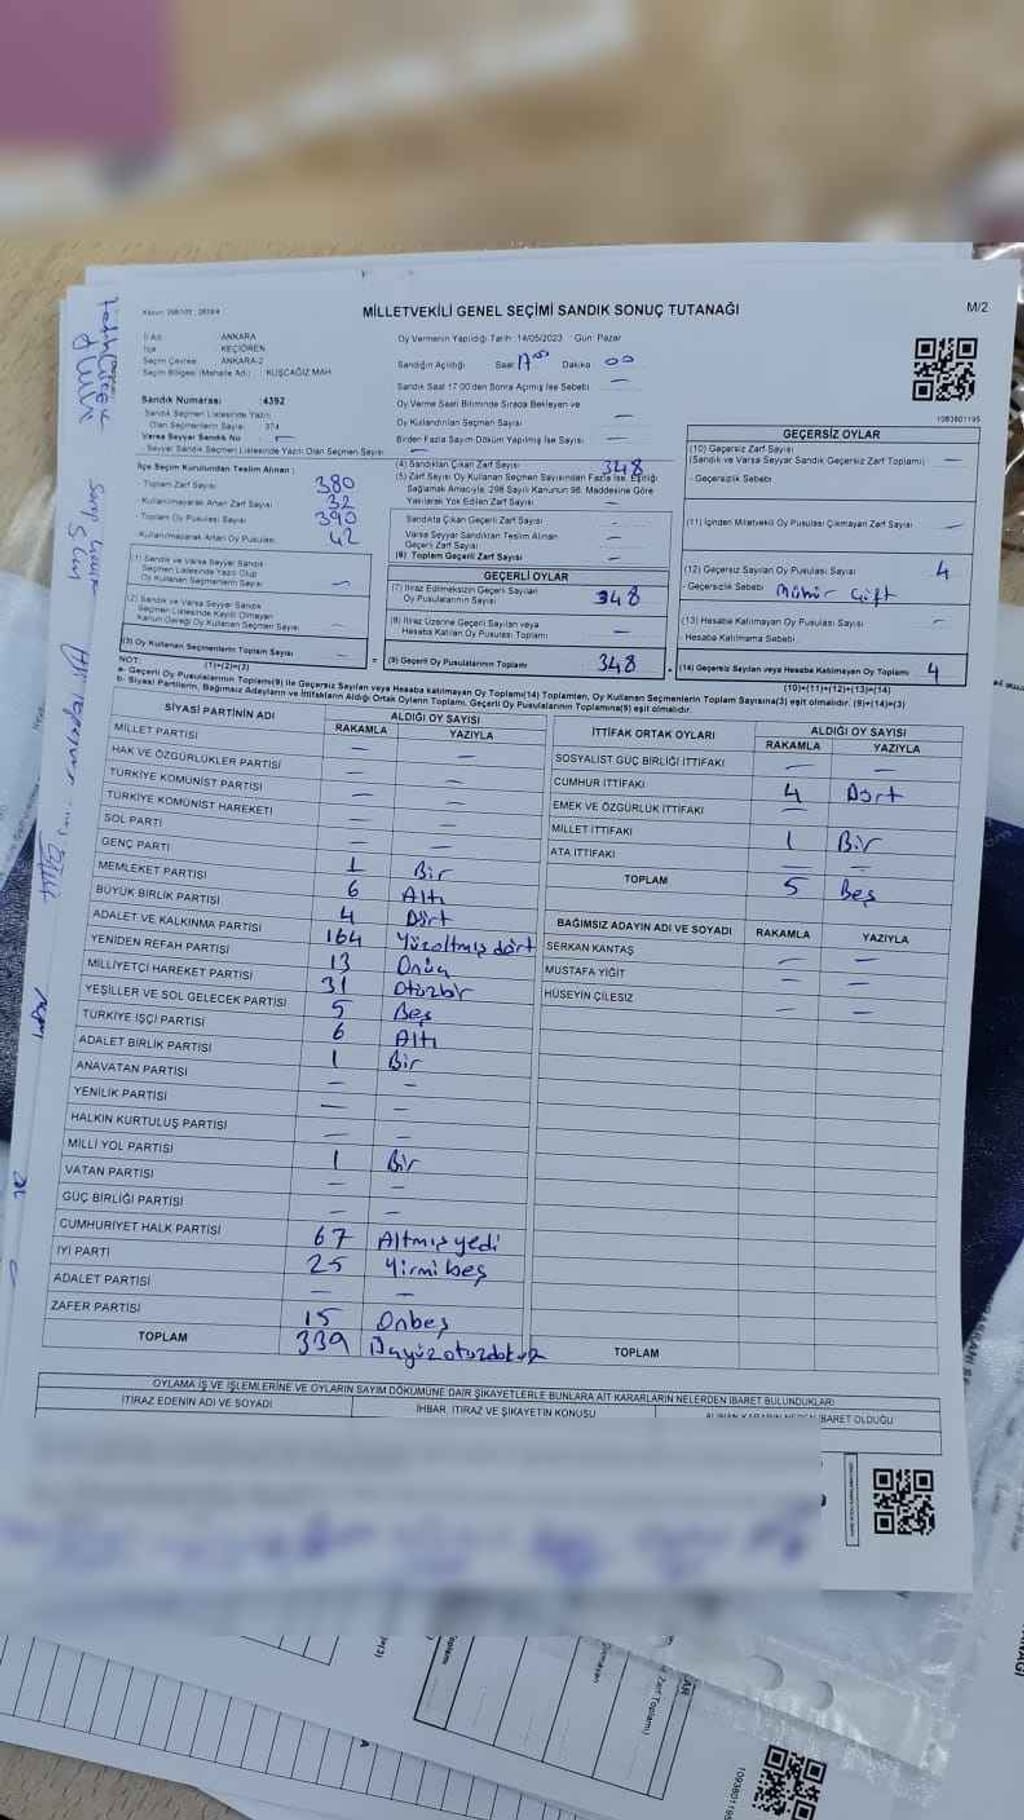 MİLLETVEKİLİ GENEL SEÇİMİ SANDIK SONUÇ TUTANAĞI
M/2
İl Adı ANKARA
İlçe KEÇİÖREN
Seçim Çevresi ANKARA-2
Seçim Bölgesi (Mahalle Adı) : KUŞCAĞIZ MAH
Sandık Numarası : 4392
Sandık Seçmen Listesinde Yazılı
Olan Seçmenlerin Sayısı 374
Varsa Seyyar Sandık No : —
Seyyar Sandık Seçmen Listesinde Yazılı Olan Seçmen Sayısı —
İlçe Seçim Kurulundan Teslim Alınan :
Toplam Zarf Sayısı 380
Kullanılmayarak Artan Zarf Sayısı 32
Toplam Oy Pusulası Sayısı 390
Kullanılmayarak Artan Oy Pusulası 42
Oy Vermenin Yapıldığı Tarih : 14/05/2023 Gün: Pazar
Sandığın Açıldığı Saat 17 00 Dakika 00
Sandık Saat 17:00'den Sonra Açılmış İse Sebebi —
Oy Verme Saati Bitiminde Sırada Bekleyen ve
Oy Kullandırılan Seçmen Sayısı —
Birden Fazla Sayım Döküm Yapılmış İse Sayısı —
(4) Sandıktan Çıkan Zarf Sayısı 348
(5) Zarf Sayısı Oy Kullanan Seçmen Sayısından Fazla İse, Eşitliği
Sağlamak Amacıyla, 298 Sayılı Kanunun 98. Maddesine Göre
Yakılarak Yok Edilen Zarf Sayısı
Sandıkta Çıkan Geçerli Zarf Sayısı —
Varsa Seyyar Sandıktan Teslim Alınan
Geçerli Zarf Sayısı —
(6) Toplam Geçerli Zarf Sayısı —
1093801195
GEÇERSİZ OYLAR
(10) Geçersiz Zarf Sayısı
(Sandık ve Varsa Seyyar Sandık Geçersiz Zarf Toplamı) —
Geçersizlik Sebebi
(11) İçinden Milletvekili Oy Pusulası Çıkmayan Zarf Sayısı —
(12) Geçersiz Sayılan Oy Pusulası Sayısı 4
Geçersizlik Sebebi Mühür Çift
(13) Hesaba Katılmayan Oy Pusulası Sayısı —
Hesaba Katılmama Sebebi
(14) Geçersiz Sayılan veya Hesaba Katılmayan Oy Toplamı 4
(10)+(11)+(12)+(13)=(14)
(1) Sandık ve Varsa Seyyar Sandık
Seçmen Listesinde Yazılı Olup
Oy Kullanan Seçmenlerin Sayısı —
(2) Sandık ve Varsa Seyyar Sandık
Seçmen Listesinde Kayıtlı Olmayan
Kanun Gereği Oy Kullanan Seçmen Sayısı —
(3) Oy Kullanan Seçmenlerin Toplam Sayısı —
(1)+(2)=(3)
GEÇERLİ OYLAR
(7) İtiraz Edilmeksizin Geçerli Sayılan
Oy Pusulalarının Sayısı 348
(8) İtiraz Üzerine Geçerli Sayılan veya
Hesaba Katılan Oy Pusulaları Toplamı —
(9) Geçerli Oy Pusulalarının Toplamı 348
NOT:
a- Geçerli Oy Pusulalarının Toplamı(9) ile Geçersiz Sayılan veya Hesaba katılmayan Oy Toplamı(14) Toplamları, Oy Kullanan Seçmenlerin Toplam Sayısına(3) eşit olmalıdır. (9)+(14)=(3)
b- Siyasi Partilerin, Bağımsız Adayların ve İttifakların Aldığı Ortak Oyların Toplamı, Geçerli Oy Pusulalarının Toplamına(9) eşit olmalıdır.
SİYASİ PARTİNİN ADI ALDIĞI OY SAYISI
RAKAMLA YAZIYLA
MİLLET PARTİSİ — —
HAK VE ÖZGÜRLÜKLER PARTİSİ — —
TÜRKİYE KOMÜNİST PARTİSİ — —
TÜRKİYE KOMÜNİST HAREKETİ — —
SOL PARTİ — —
GENÇ PARTİ 1 Bir
MEMLEKET PARTİSİ 6 Altı
BÜYÜK BİRLİK PARTİSİ 4 Dört
ADALET VE KALKINMA PARTİSİ 164 Yüzaltmış dört
YENİDEN REFAH PARTİSİ 13 Onüç
MİLLİYETÇİ HAREKET PARTİSİ 31 Otuzbir
YEŞİLLER VE SOL GELECEK PARTİSİ 5 Beş
TÜRKİYE İŞÇİ PARTİSİ 6 Altı
ADALET BİRLİK PARTİSİ 1 Bir
ANAVATAN PARTİSİ — —
YENİLİK PARTİSİ — —
HALKIN KURTULUŞ PARTİSİ — —
MİLLİ YOL PARTİSİ 1 Bir
VATAN PARTİSİ — —
GÜÇ BİRLİĞİ PARTİSİ — —
CUMHURİYET HALK PARTİSİ 67 Altmış yedi
İYİ PARTİ 25 Yirmi beş
ADALET PARTİSİ — —
ZAFER PARTİSİ 15 Onbeş
TOPLAM 339
İTTİFAK ORTAK OYLARI ALDIĞI OY SAYISI
RAKAMLA YAZIYLA
SOSYALİST GÜÇ BİRLİĞİ İTTİFAKI — —
CUMHUR İTTİFAKI 4 Dört
EMEK VE ÖZGÜRLÜK İTTİFAKI —
MİLLET İTTİFAKI 1 Bir
ATA İTTİFAKI — —
TOPLAM 5 Beş
BAĞIMSIZ ADAYIN ADI VE SOYADI RAKAMLA YAZIYLA
SERKAN KANTAŞ — —
MUSTAFA YİĞİT — —
HÜSEYİN ÇİLESİZ — —
TOPLAM
OYLAMA İŞ VE İŞLEMLERİNE VE OYLARIN SAYIM DÖKÜMÜNE DAİR ŞİKAYETLERLE BUNLARA AİT KARARLARIN NELERDEN İBARET BULUNDUKLARI
İTİRAZ EDENİN ADI VE SOYADI
İHBAR, İTİRAZ VE ŞİKAYETİN KONUSU
İBARET OLDUĞU